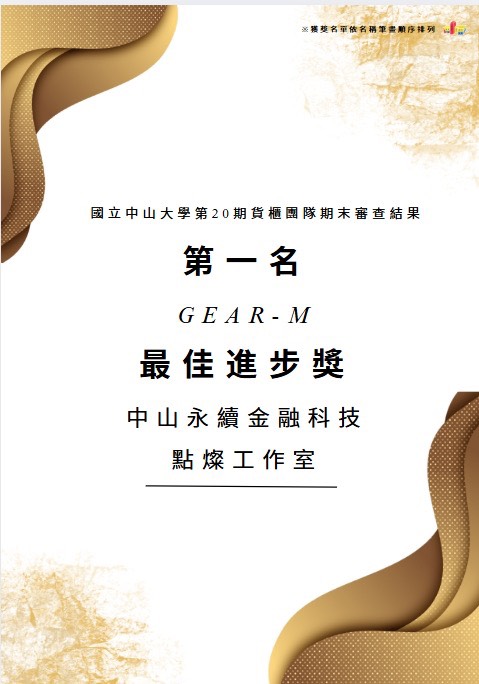 ※獲獎名單依名稱筆畫順序排列
國立中山大學第20期貨櫃團隊期末審查結果
第一名
GEAR-M
最佳進步獎
中山永續金融科技
點燦工作室